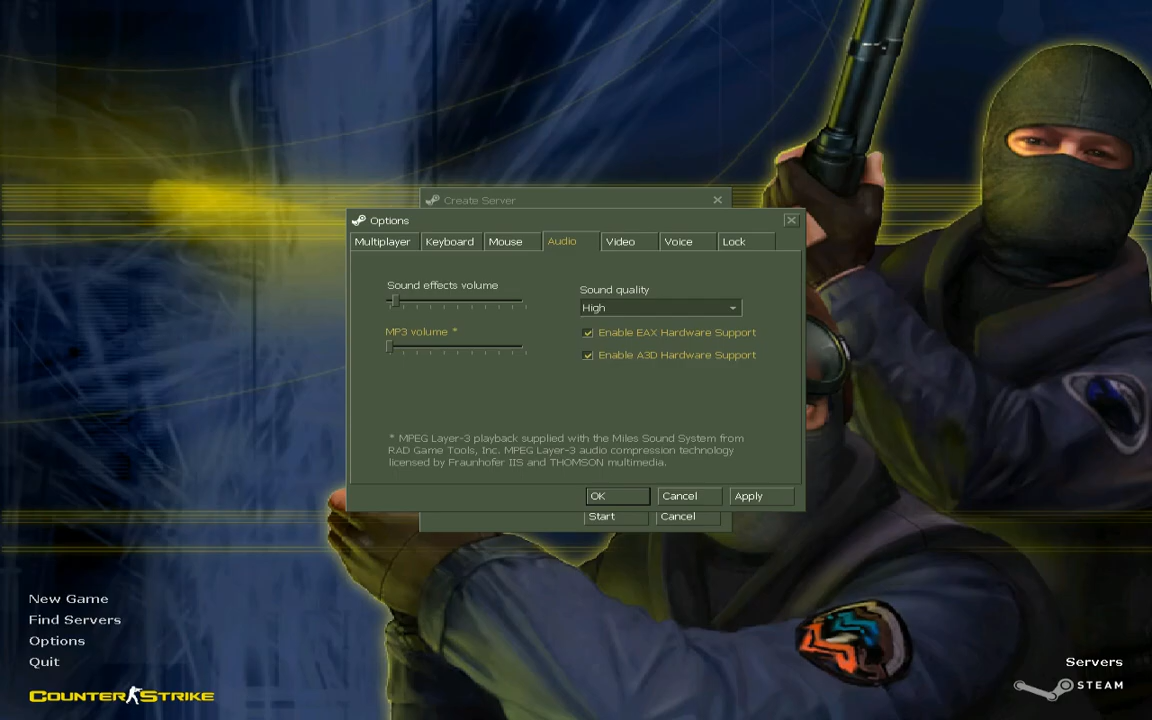 Create Server
Options
Multiplayer
Keyboard
Mouse
Audio
Video
Voice
Lock
Sound effects volume
MP3 volume *
Sound quality
High
Enable EAX Hardware Support
Enable A3D Hardware Support
* MPEG Layer-3 playback supplied with the Miles Sound System from
RAD Game Tools, Inc. MPEG Layer-3 audio compression technology
licensed by Fraunhofer IIS and THOMSON multimedia.
OK
Cancel
Apply
Start
Cancel
New Game
Find Servers
Options
Quit
COUNTER STRIKE
Servers
STEAM